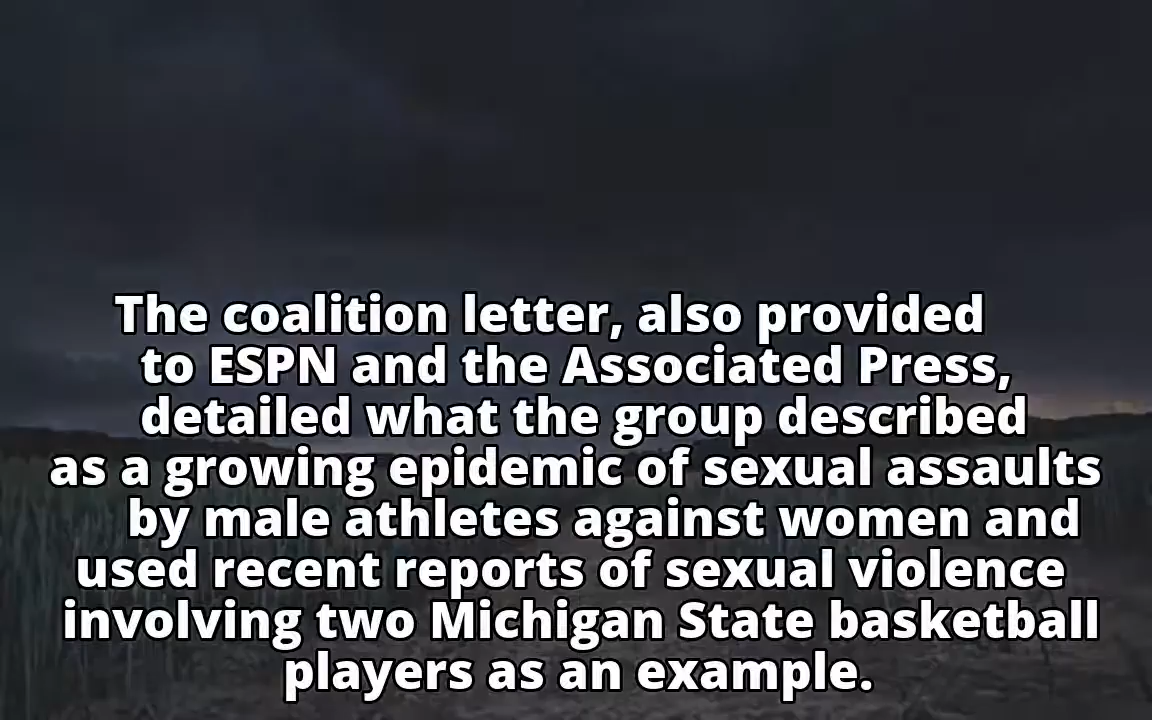 The coalition letter, also provided
to ESPN and the Associated Press,
detailed what the group described
as a growing epidemic of sexual assaults
by male athletes against women and
used recent reports of sexual violence
involving two Michigan State basketball
players as an example.